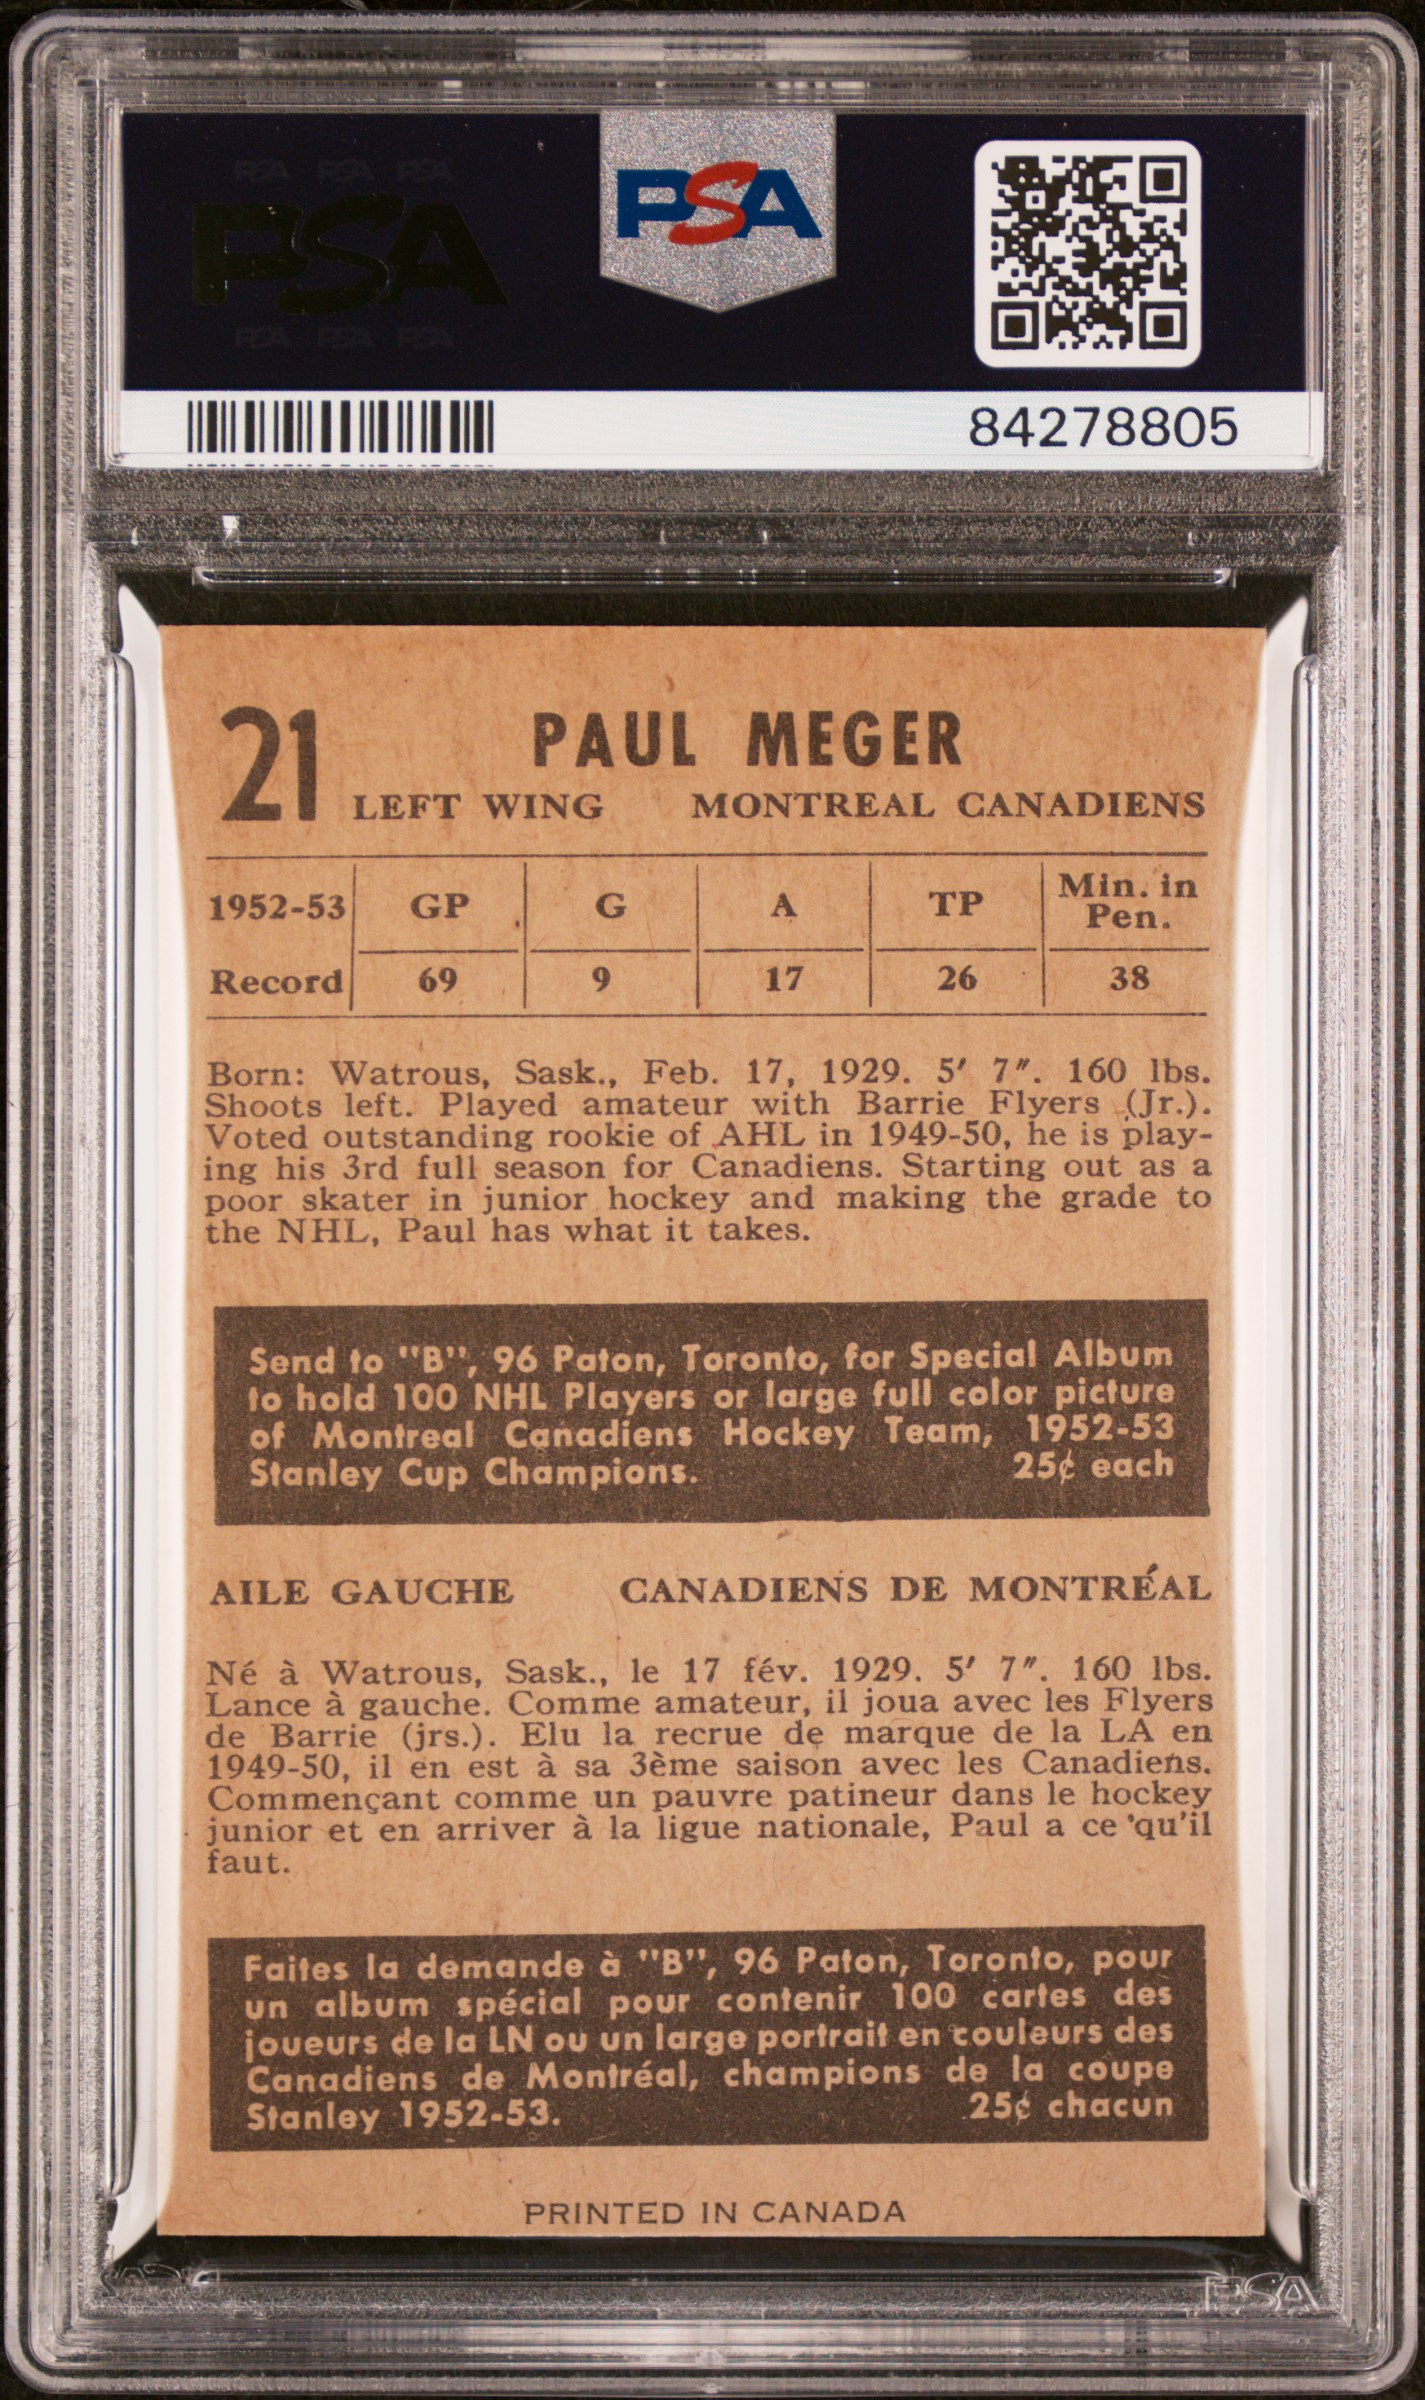 PSA PSA PSA
PSA
PSA PSA PSA
PSA
84278805
21
PAUL MEGER
LEFT WING MONTREAL CANADIENS
1952-53 GP G A TP Min. in Pen.
Record 69 9 17 26 38
Born: Watrous, Sask., Feb. 17, 1929. 5′ 7″. 160 lbs.
Shoots left. Played amateur with Barrie Flyers (Jr.).
Voted outstanding rookie of AHL in 1949-50, he is play-
ing his 3rd full season for Canadiens. Starting out as a
poor skater in junior hockey and making the grade to
the NHL, Paul has what it takes.
Send to "B", 96 Paton, Toronto, for Special Album
to hold 100 NHL Players or large full color picture
of Montreal Canadiens Hockey Team, 1952-53
Stanley Cup Champions. 25¢ each
AILE GAUCHE CANADIENS DE MONTRÉAL
Né à Watrous, Sask., le 17 fév. 1929. 5′ 7″. 160 lbs.
Lance à gauche. Comme amateur, il joua avec les Flyers
de Barrie (jrs.). Elu la recrue de marque de la LA en
1949-50, il en est à sa 3ème saison avec les Canadiens.
Commençant comme un pauvre patineur dans le hockey
junior et en arriver à la ligue nationale, Paul a ce 'qu'il
faut.
Faites la demande à "B", 96 Paton, Toronto, pour
un album spécial pour contenir 100 cartes des
joueurs de la LN ou un large portrait en couleurs des
Canadiens de Montréal, champions de la coupe
Stanley 1952-53. 25¢ chacun
PRINTED IN CANADA
PSA